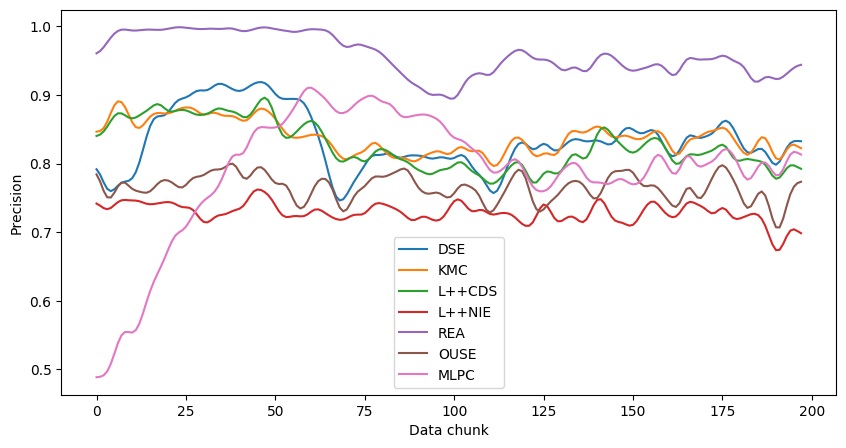 1.0
0.9
0.8
0.7
0.6
0.5
Precision
0 25 50 75 100 125 150 175 200
Data chunk
DSE
KMC
L++CDS
L++NIE
REA
OUSE
MLPC